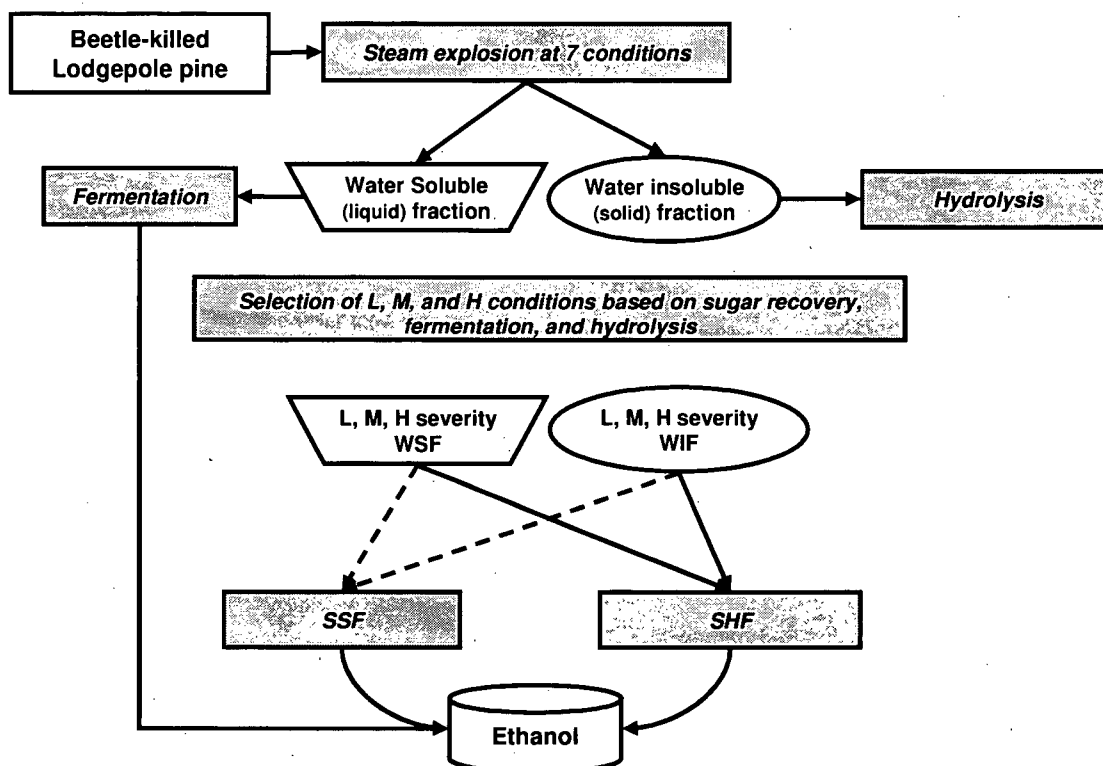 Beetle-killed
Lodgepole pine
Steam explosion at 7 conditions
Fermentation
Water Soluble
(liquid) fraction
Water insoluble
(solid) fraction
Hydrolysis
Selection of L, M, and H conditions based on sugar recovery,
fermentation, and hydrolysis
L, M, H severity
WSF
L, M, H severity
WIF
SSF
SHF
Ethanol